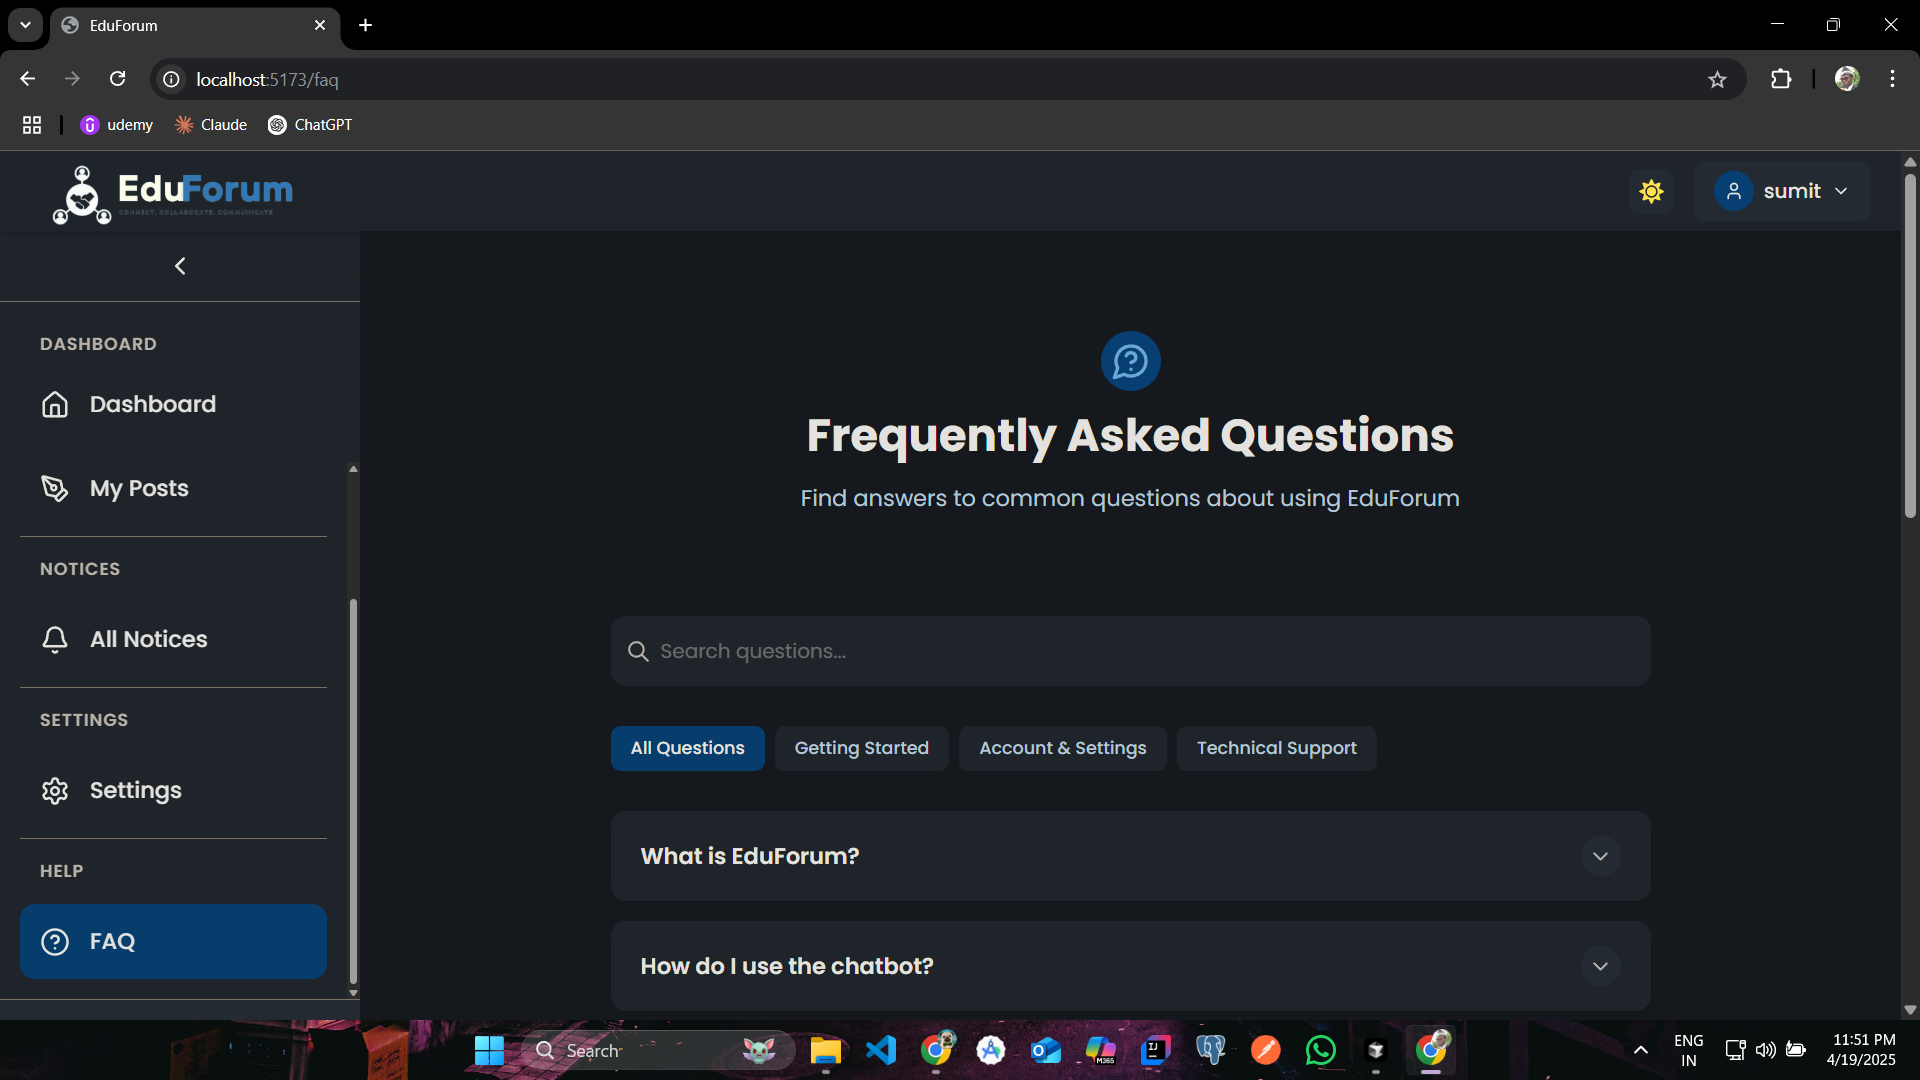 EduForum
localhost:5173/faq
udemy
Claude
ChatGPT
EduForum
CONNECT. COLLABORATE. COMMUNICATE
sumit
DASHBOARD
Dashboard
My Posts
NOTICES
All Notices
SETTINGS
Settings
HELP
FAQ
Frequently Asked Questions
Find answers to common questions about using EduForum
Search questions...
All Questions
Getting Started
Account & Settings
Technical Support
What is EduForum?
How do I use the chatbot?
Search
M365
IJ
ENG
IN
11:51 PM
4/19/2025